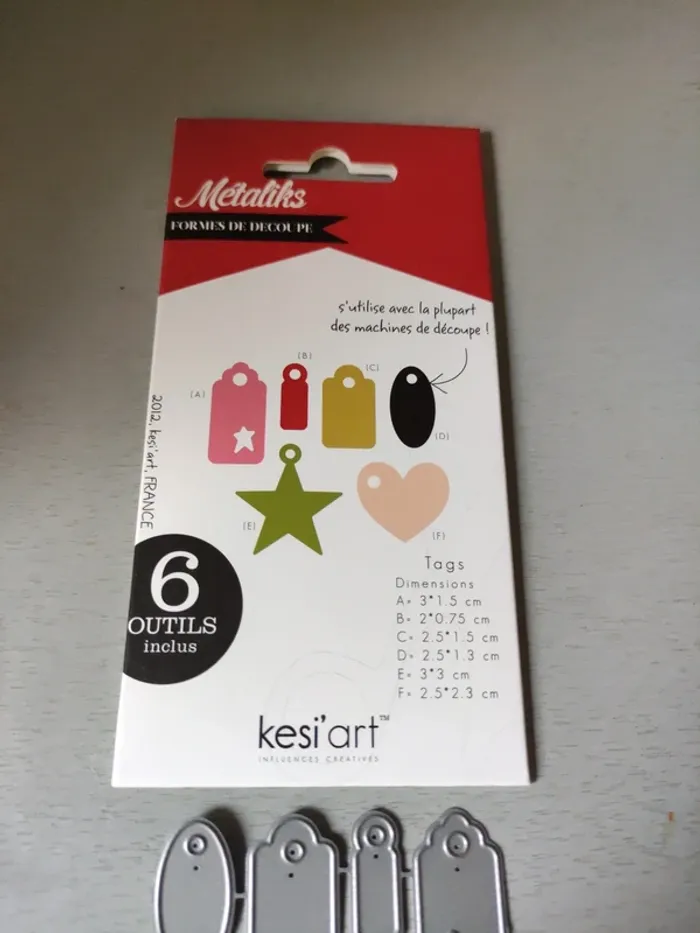 Métaliks
FORMES DE DECOUPE
s'utilise avec la plupart
des machines de découpe !
(A)
(B)
(C)
(D)
(E)
(F)
2012, kesi'art, FRANCE
6
OUTILS
inclus
Tags
Dimensions
A= 3*1.5 cm
B= 2*0.75 cm
C= 2.5*1.5 cm
D= 2.5*1.3 cm
E= 3*3 cm
F= 2.5*2.3 cm
kesi'art™
INFLUENCES CREATIVES